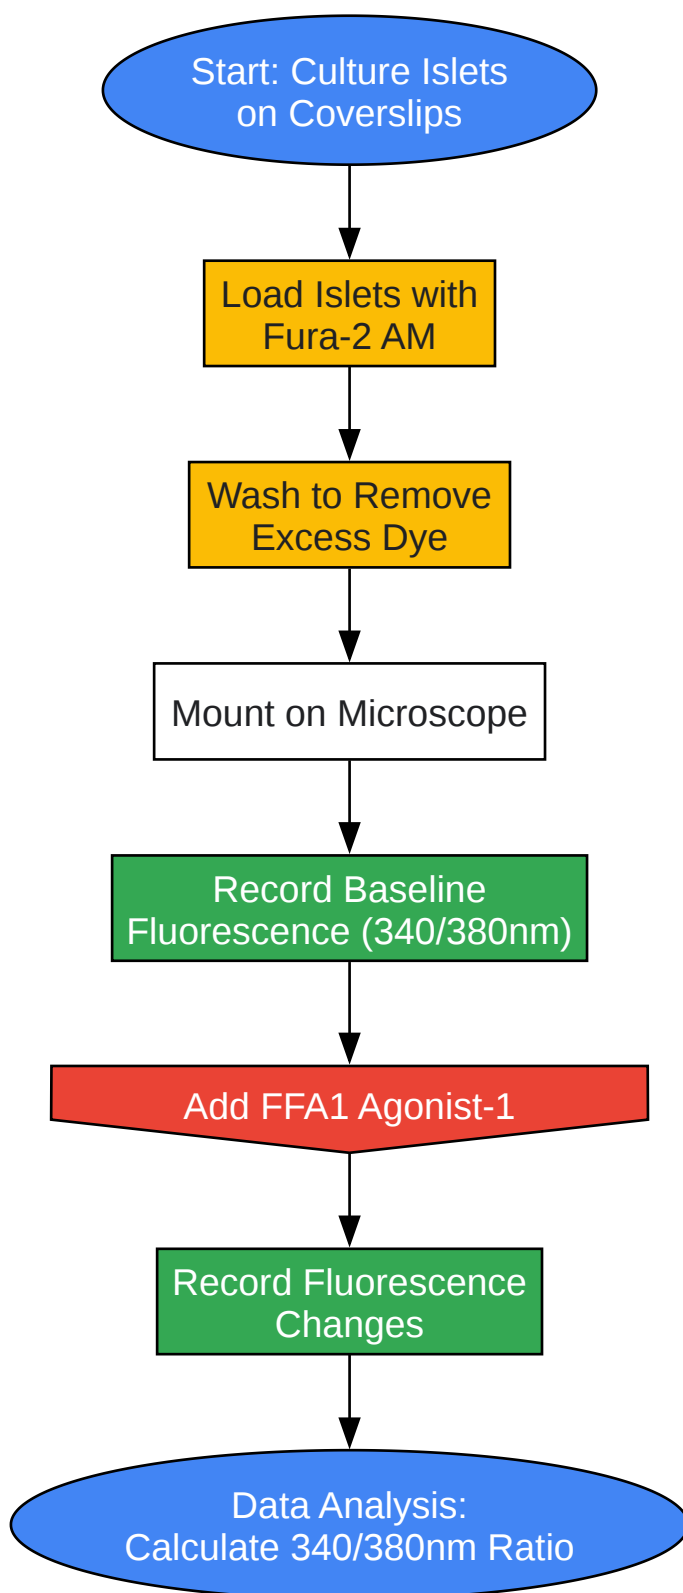 Start: Culture Islets
on Coverslips
Load Islets with
Fura-2 AM
Wash to Remove
Excess Dye
Mount on Microscope
Record Baseline
Fluorescence (340/380nm)
Add FFA1 Agonist-1
Record Fluorescence
Changes
Data Analysis:
Calculate 340/380nm Ratio